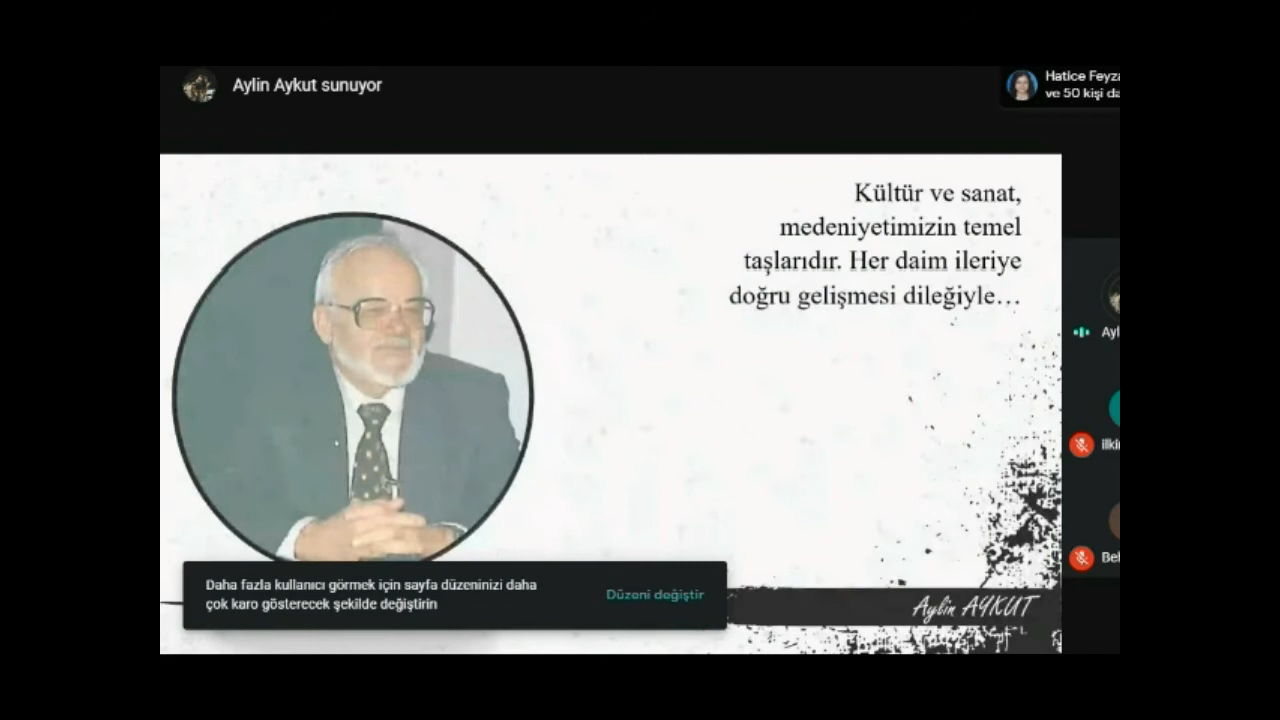 Aylin Aykut sunuyor
Hatice Feyza
ve 50 kişi da
Kültür ve sanat,
medeniyetimizin temel
taşlarıdır. Her daim ileriye
doğru gelişmesi dileğiyle…
Ayl
ilki
Bel
Daha fazla kullanıcı görmek için sayfa düzeninizi daha
çok karo gösterecek şekilde değiştirin
Düzeni değiştir
Aylin AYKUT